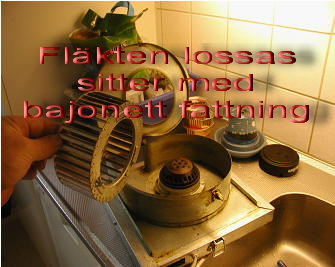 Fläkten lossas
sitter med
bajonett fattning